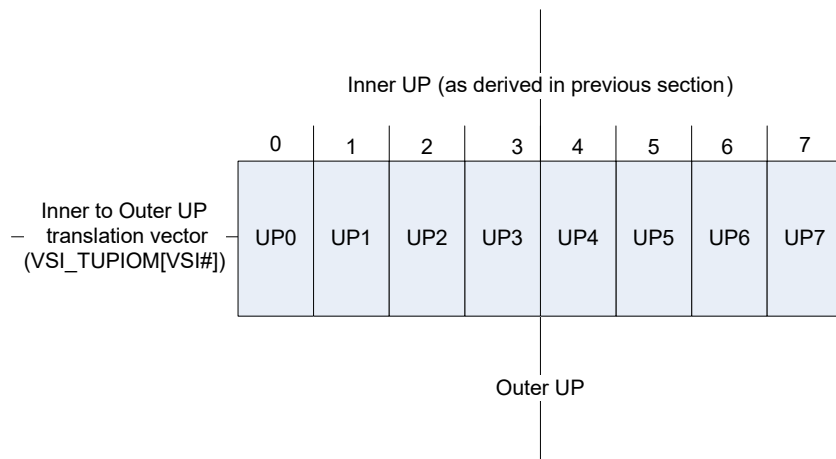 Inner UP (as derived in previous section)
0 1 2 3 4 5 6 7
Inner to Outer UP
translation vector
(VSI_TUPIOM[VSI#])
UP0 UP1 UP2 UP3 UP4 UP5 UP6 UP7
Outer UP